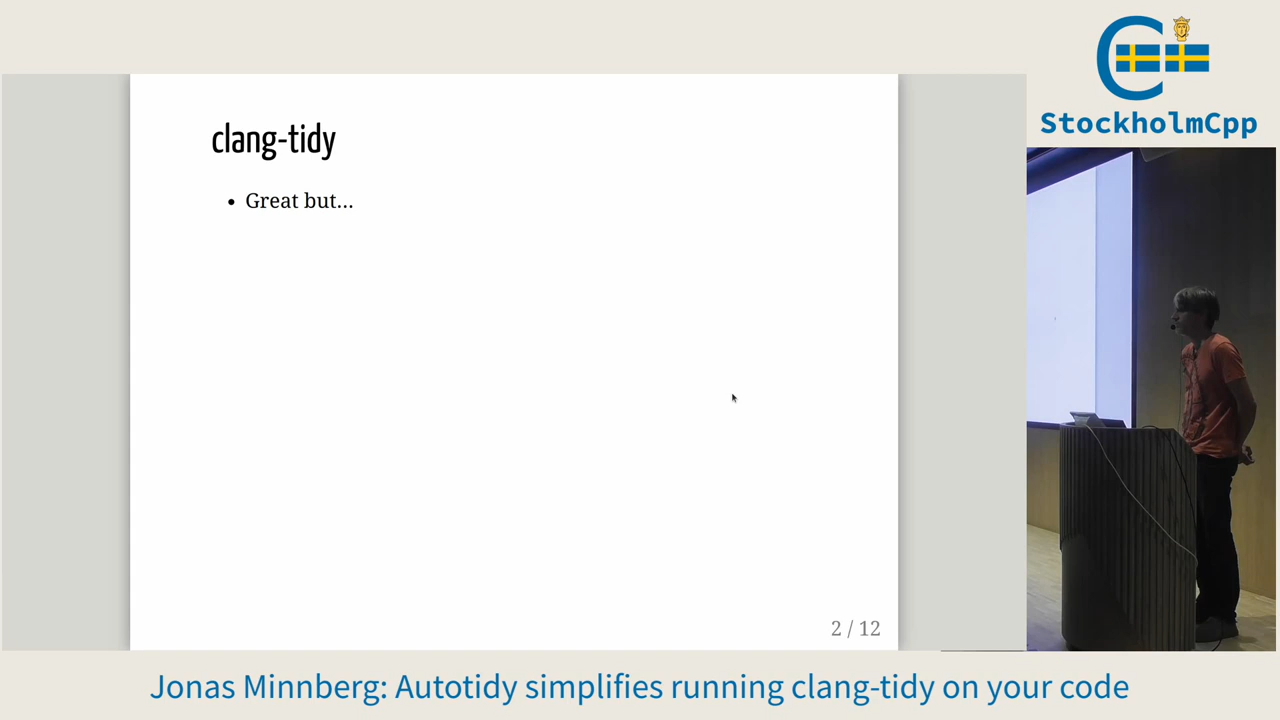 StockholmCpp
clang-tidy
• Great but...
2 / 12
Jonas Minnberg: Autotidy simplifies running clang-tidy on your code